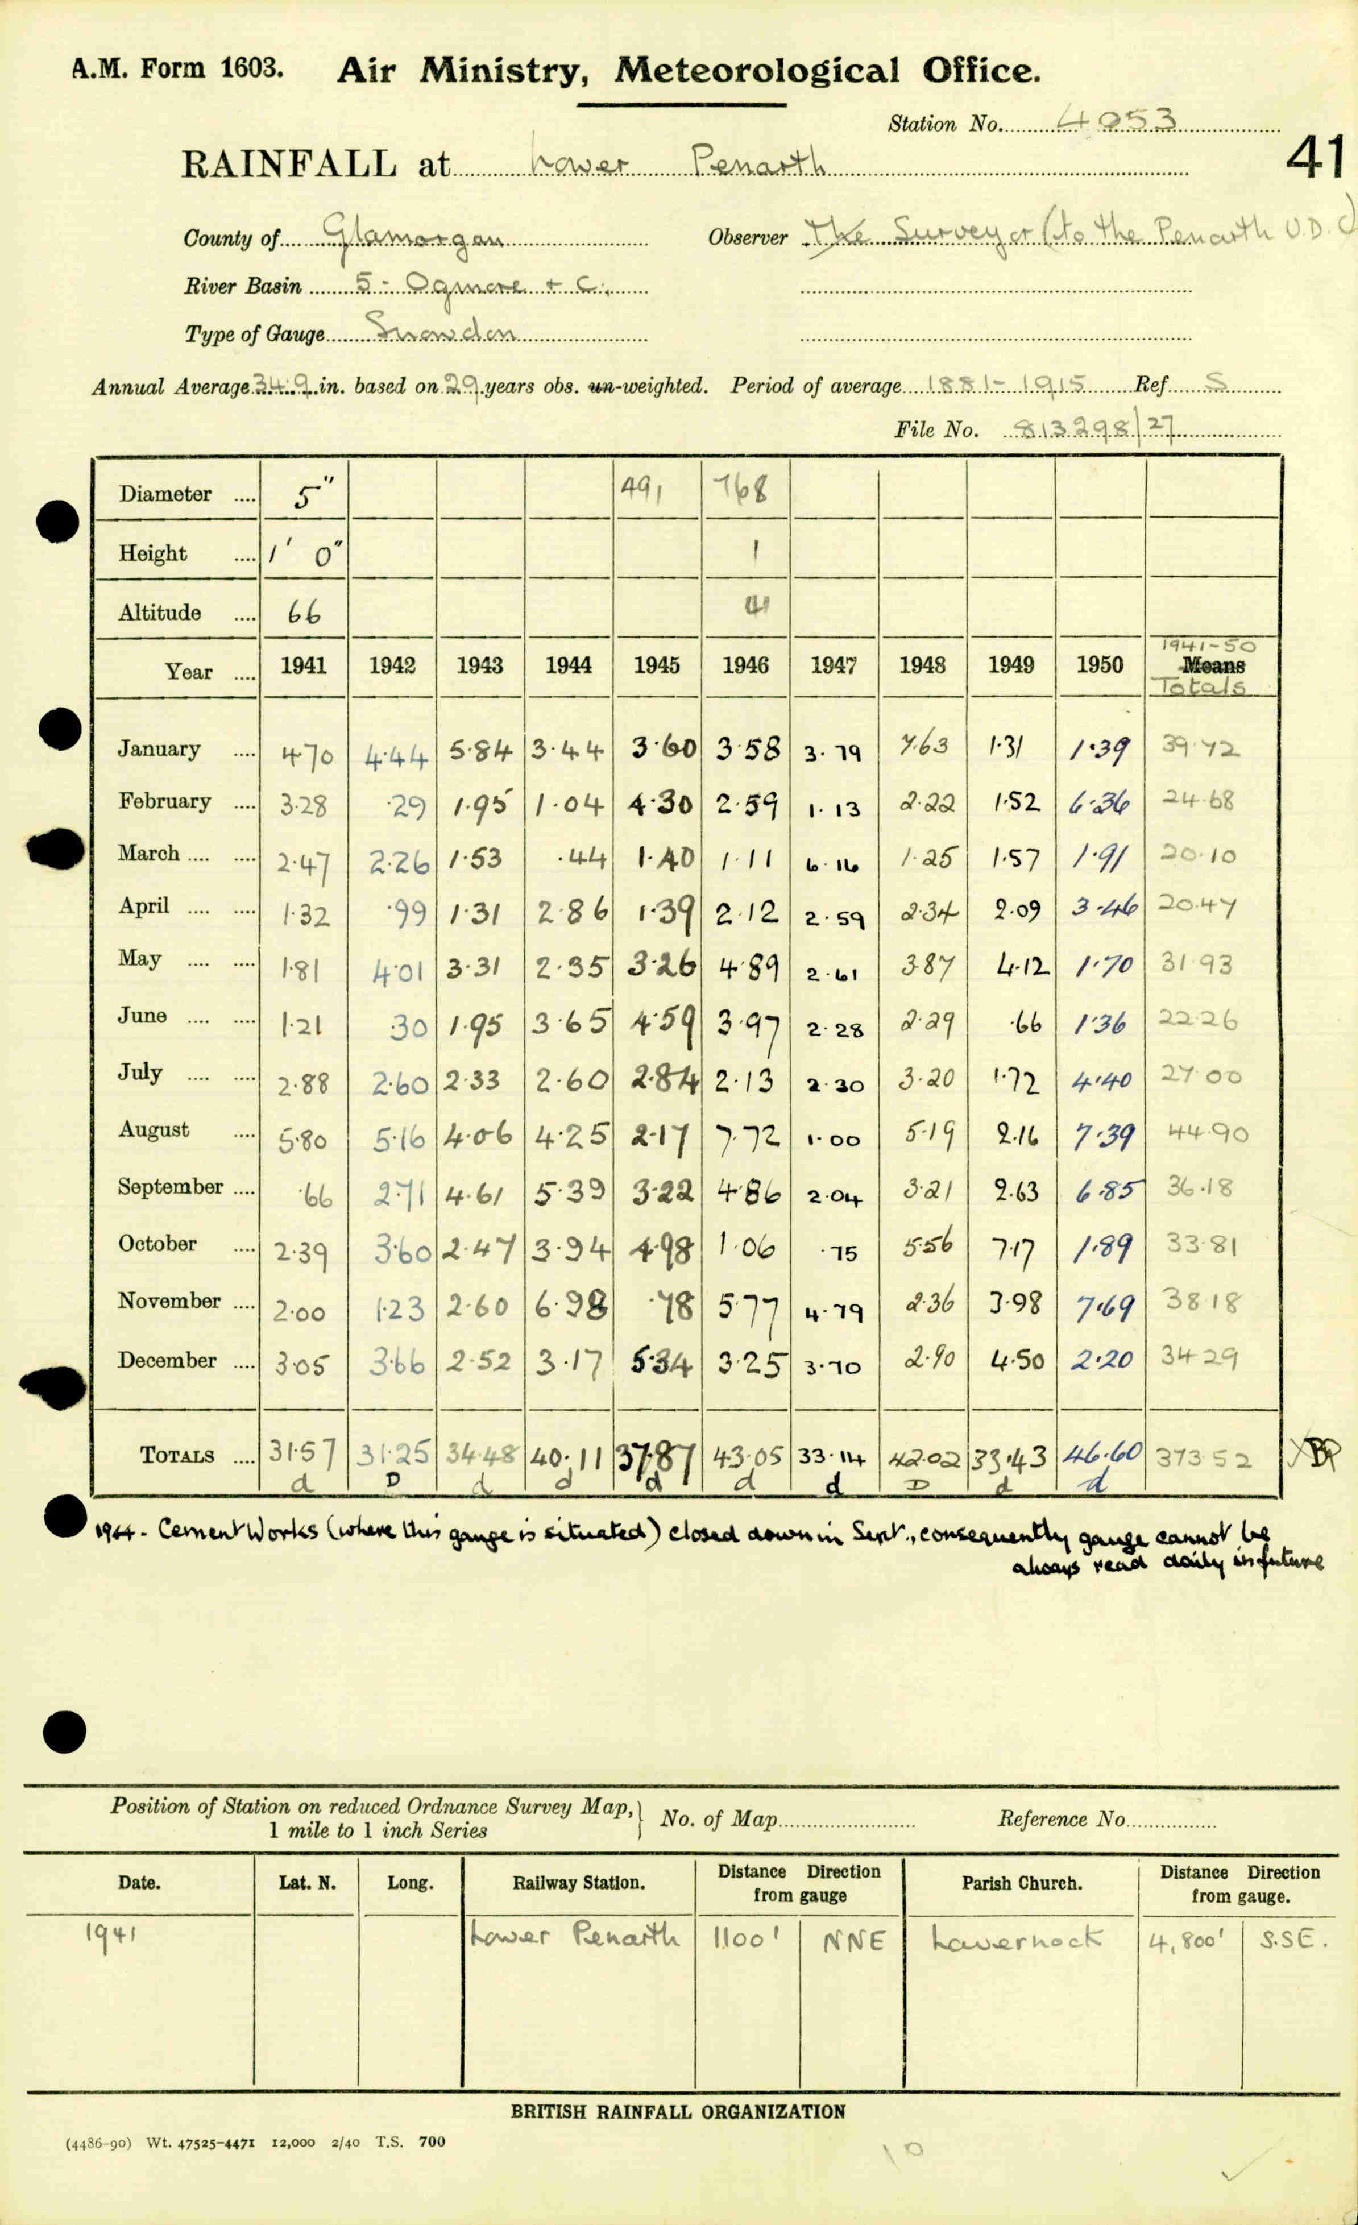 A.M. Form 1603. Air Ministry, Meteorological Office.
Station No. 4053
41
RAINFALL at Lower Penarth
County of Glamorgan Observer The Surveyor (to the Penarth U.D.C)
River Basin 5 - Ogmore + C.
Type of Gauge Snowdon
Annual Average 34.9 in. based on 29 years obs. un-weighted. Period of average 1881-1915 Ref S
File No. 813298/27
Diameter .... 5" 491 768
Height .... 1' 0" 1
Altitude .... 66 41
1941-50
Year .... 1941 1942 1943 1944 1945 1946 1947 1948 1949 1950 Means
Totals
January .... 4.70 4.44 5.84 3.44 3.60 3.58 3.79 7.63 1.31 1.39 39.72
February .... 3.28 .29 1.95 1.04 4.30 2.59 1.13 2.22 1.52 6.36 24.68
March .... .... 2.47 2.26 1.53 .44 1.40 1.11 6.16 1.25 1.57 1.91 20.10
April .... .... 1.32 .99 1.31 2.86 1.39 2.12 2.59 2.34 2.09 3.46 20.47
May .... .... 1.81 4.01 3.31 2.35 3.26 4.89 2.61 3.87 4.12 1.70 31.93
June .... .... 1.21 30 1.95 3.65 4.59 3.97 2.28 2.29 .66 1.36 22.26
July .... .... 2.88 2.60 2.33 2.60 2.84 2.13 2.30 3.20 1.72 4.40 27.00
August .... 5.80 5.16 4.06 4.25 2.17 7.72 1.00 5.19 2.16 7.39 44.90
September .... .66 2.71 4.61 5.39 3.22 4.86 2.04 3.21 2.63 6.85 36.18
October .... 2.39 3.60 2.47 3.94 4.98 1.06 .75 5.56 7.17 1.89 33.81
November .... 2.00 1.23 2.60 6.98 .78 5.77 4.79 2.36 3.98 7.69 38.18
December .... 3.05 3.66 2.52 3.17 5.34 3.25 3.70 2.90 4.50 2.20 34.29
TOTALS .... 31.57 31.25 34.48 40.11 37.87 43.05 33.14 42.02 33.43 46.60 373.52
d D d d d d d D d d
1944 - Cement Works (where this gauge is situated) closed down in Sept., consequently gauge cannot be
always read daily in future
Position of Station on reduced Ordnance Survey Map, } No. of Map Reference No.
1 mile to 1 inch Series
Date. Lat. N. Long. Railway Station. Distance Direction Parish Church. Distance Direction
from gauge from gauge.
1941 Lower Penarth 1100' NNE Lavernock 4,800' S.SE.
BRITISH RAINFALL ORGANIZATION
(4486-90) Wt. 47525-4471 12,000 2/40 T.S. 700
10